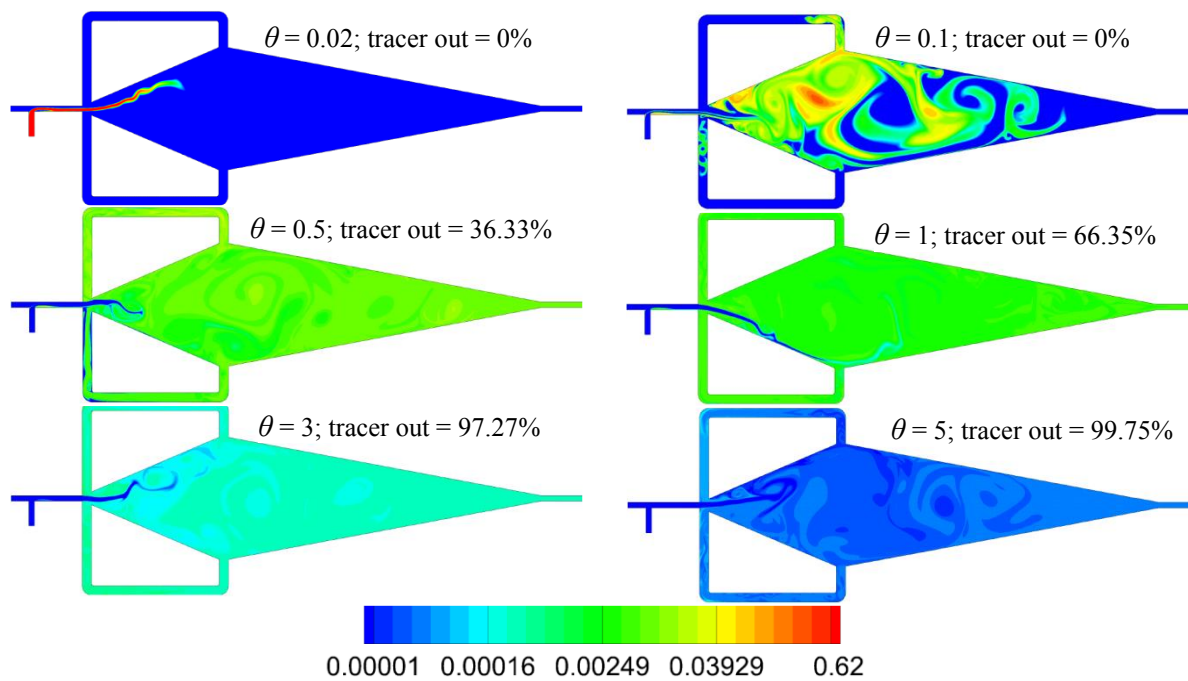 θ = 0.02; tracer out = 0%
θ = 0.1; tracer out = 0%
θ = 0.5; tracer out = 36.33%
θ = 1; tracer out = 66.35%
θ = 3; tracer out = 97.27%
θ = 5; tracer out = 99.75%
0.00001 0.00016 0.00249 0.03929 0.62